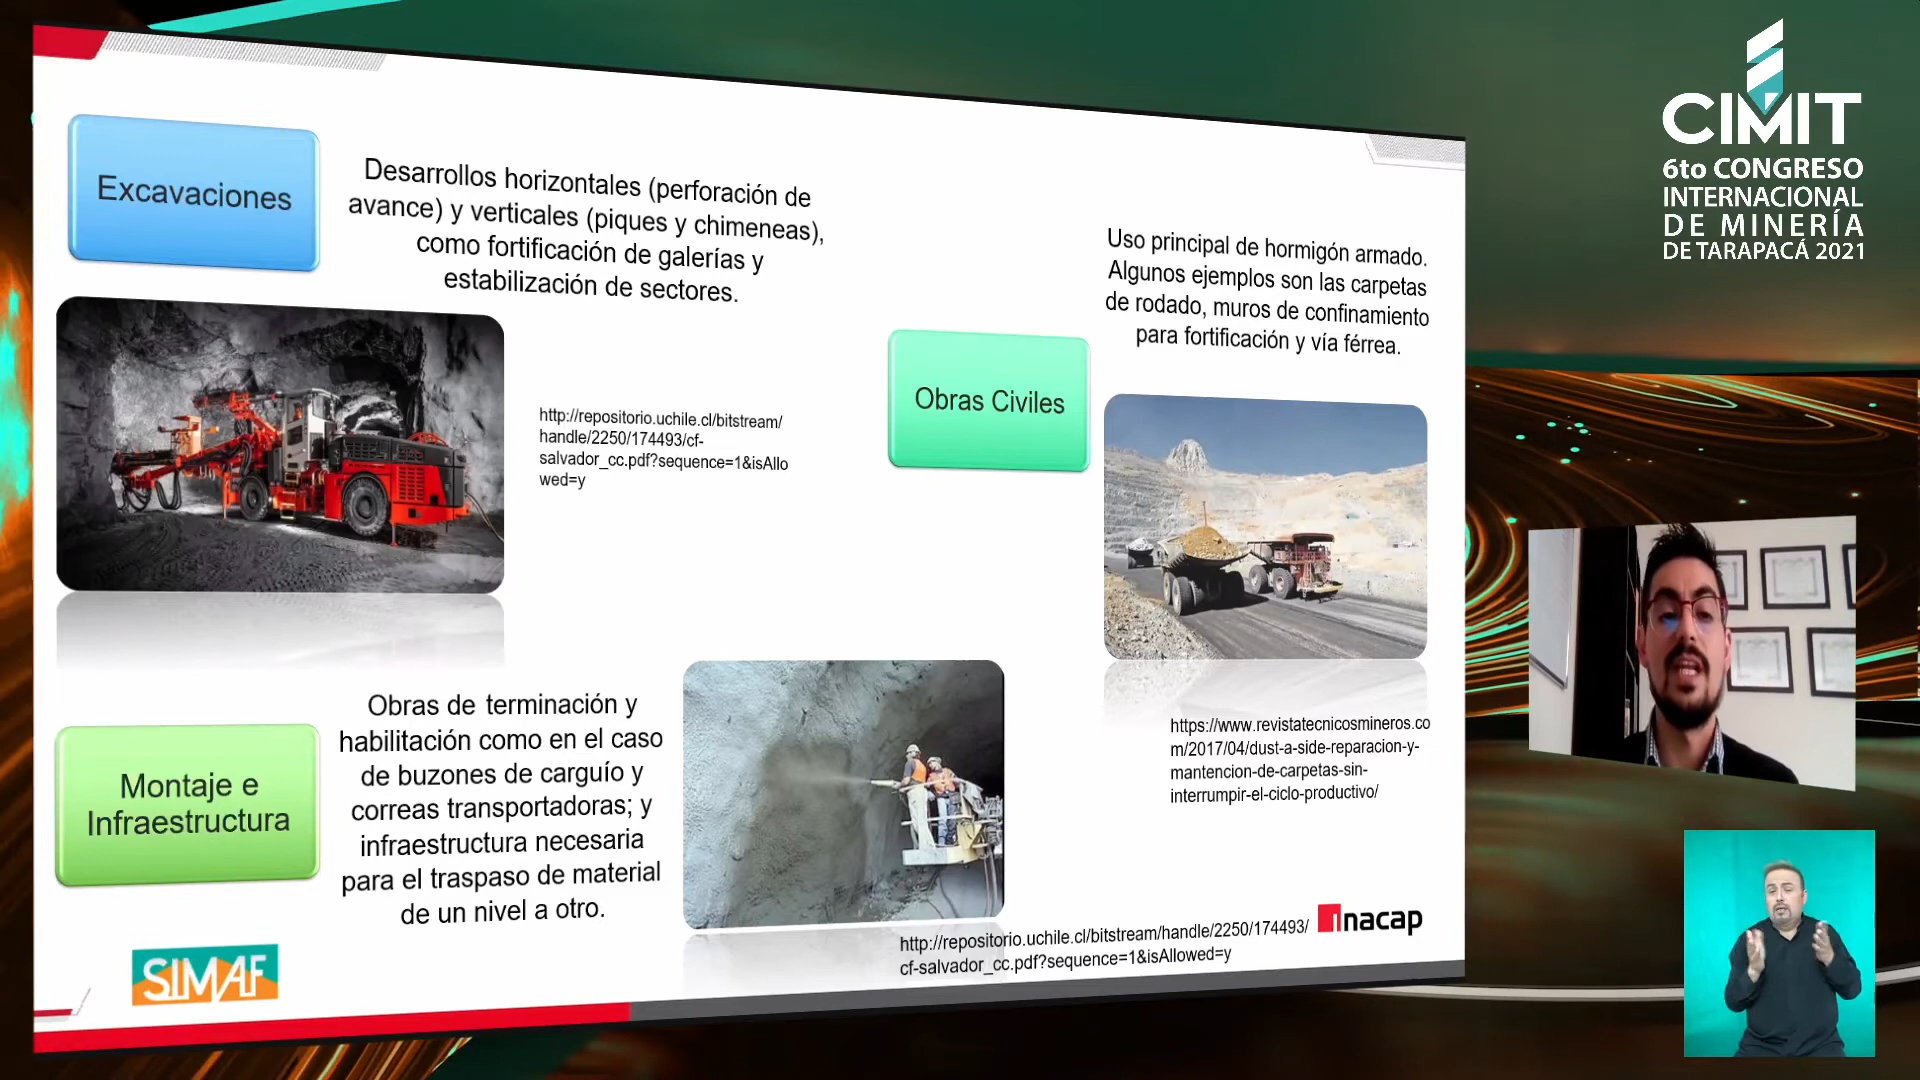 Excavaciones
Desarrollos horizontales (perforación de
avance) y verticales (piques y chimeneas),
como fortificación de galerías y
estabilización de sectores.
http://repositorio.uchile.cl/bitstream/
handle/2250/174493/cf-
salvador_cc.pdf?sequence=1&isAllo
wed=y
Obras Civiles
Uso principal de hormigón armado.
Algunos ejemplos son las carpetas
de rodado, muros de confinamiento
para fortificación y vía férrea.
https://www.revistatecnicosmineros.co
m/2017/04/dust-a-side-reparacion-y-
mantencion-de-carpetas-sin-
interrumpir-el-ciclo-productivo/
Montaje e
Infraestructura
Obras de terminación y
habilitación como en el caso
de buzones de carguío y
correas transportadoras; y
infraestructura necesaria
para el traspaso de material
de un nivel a otro.
http://repositorio.uchile.cl/bitstream/handle/2250/174493/
cf-salvador_cc.pdf?sequence=1&isAllowed=y
SIMAF
inacap
CIMIT
6to CONGRESO
INTERNACIONAL
DE MINERÍA
DE TARAPACÁ 2021